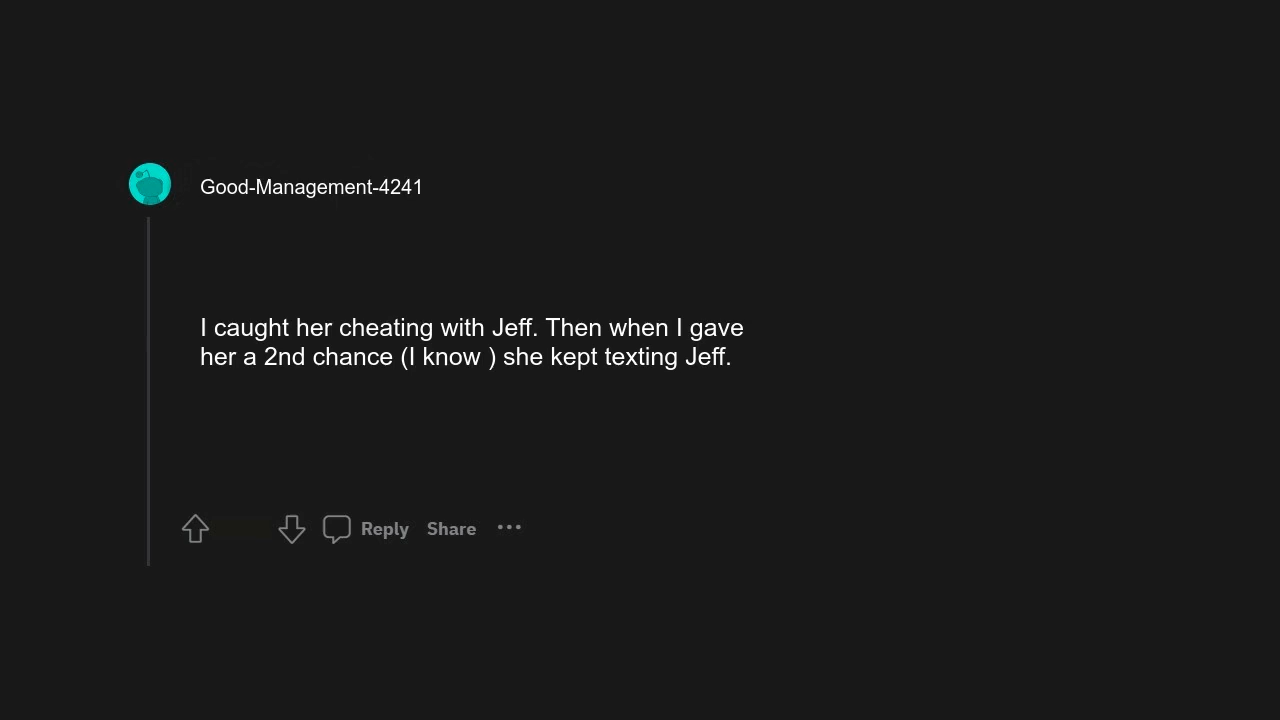 Good-Management-4241
I caught her cheating with Jeff. Then when I gave
her a 2nd chance (I know ) she kept texting Jeff.
Reply Share